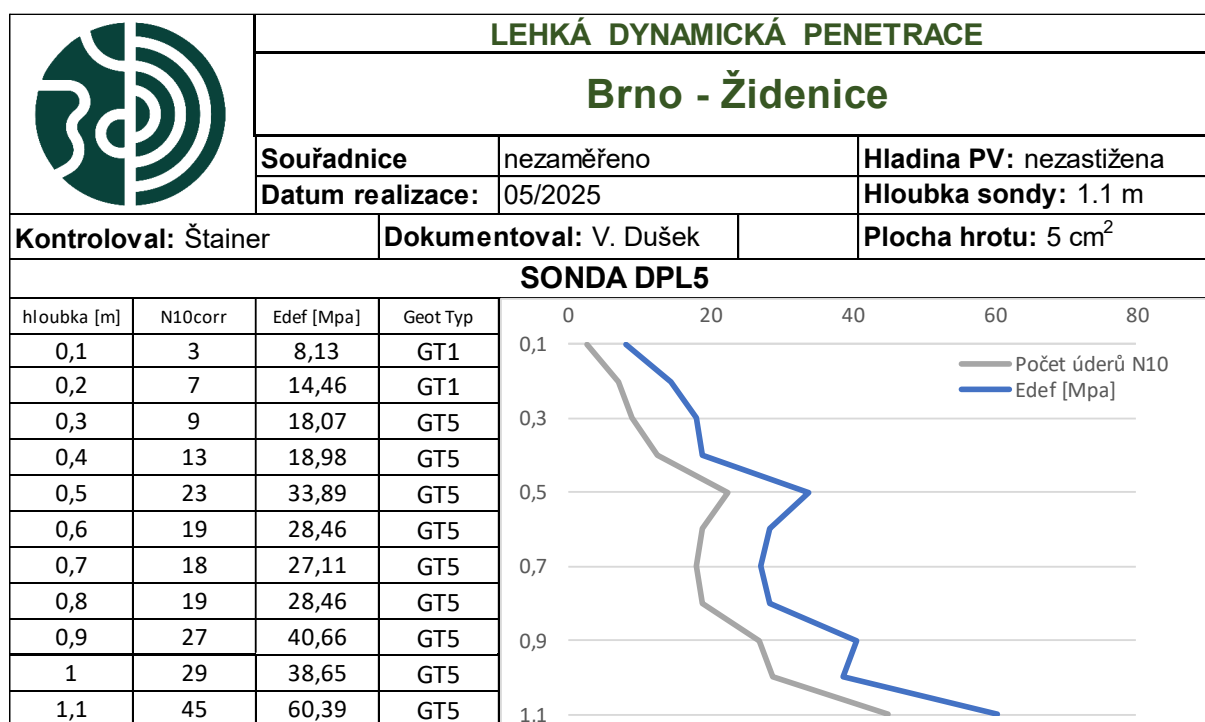 LEHKÁ DYNAMICKÁ PENETRACE
Brno - Židenice
Souřadnice nezaměřeno Hladina PV: nezastižena
Datum realizace: 05/2025 Hloubka sondy: 1.1 m
Kontroloval: Štainer Dokumentoval: V. Dušek Plocha hrotu: 5 cm²
SONDA DPL5
hloubka [m] N10corr Edef [Mpa] Geot Typ
0,1 3 8,13 GT1
0,2 7 14,46 GT1
0,3 9 18,07 GT5
0,4 13 18,98 GT5
0,5 23 33,89 GT5
0,6 19 28,46 GT5
0,7 18 27,11 GT5
0,8 19 28,46 GT5
0,9 27 40,66 GT5
1 29 38,65 GT5
1,1 45 60,39 GT5
0 20 40 60 80
0,1
0,3
0,5
0,7
0,9
1,1
Počet úderů N10
Edef [Mpa]